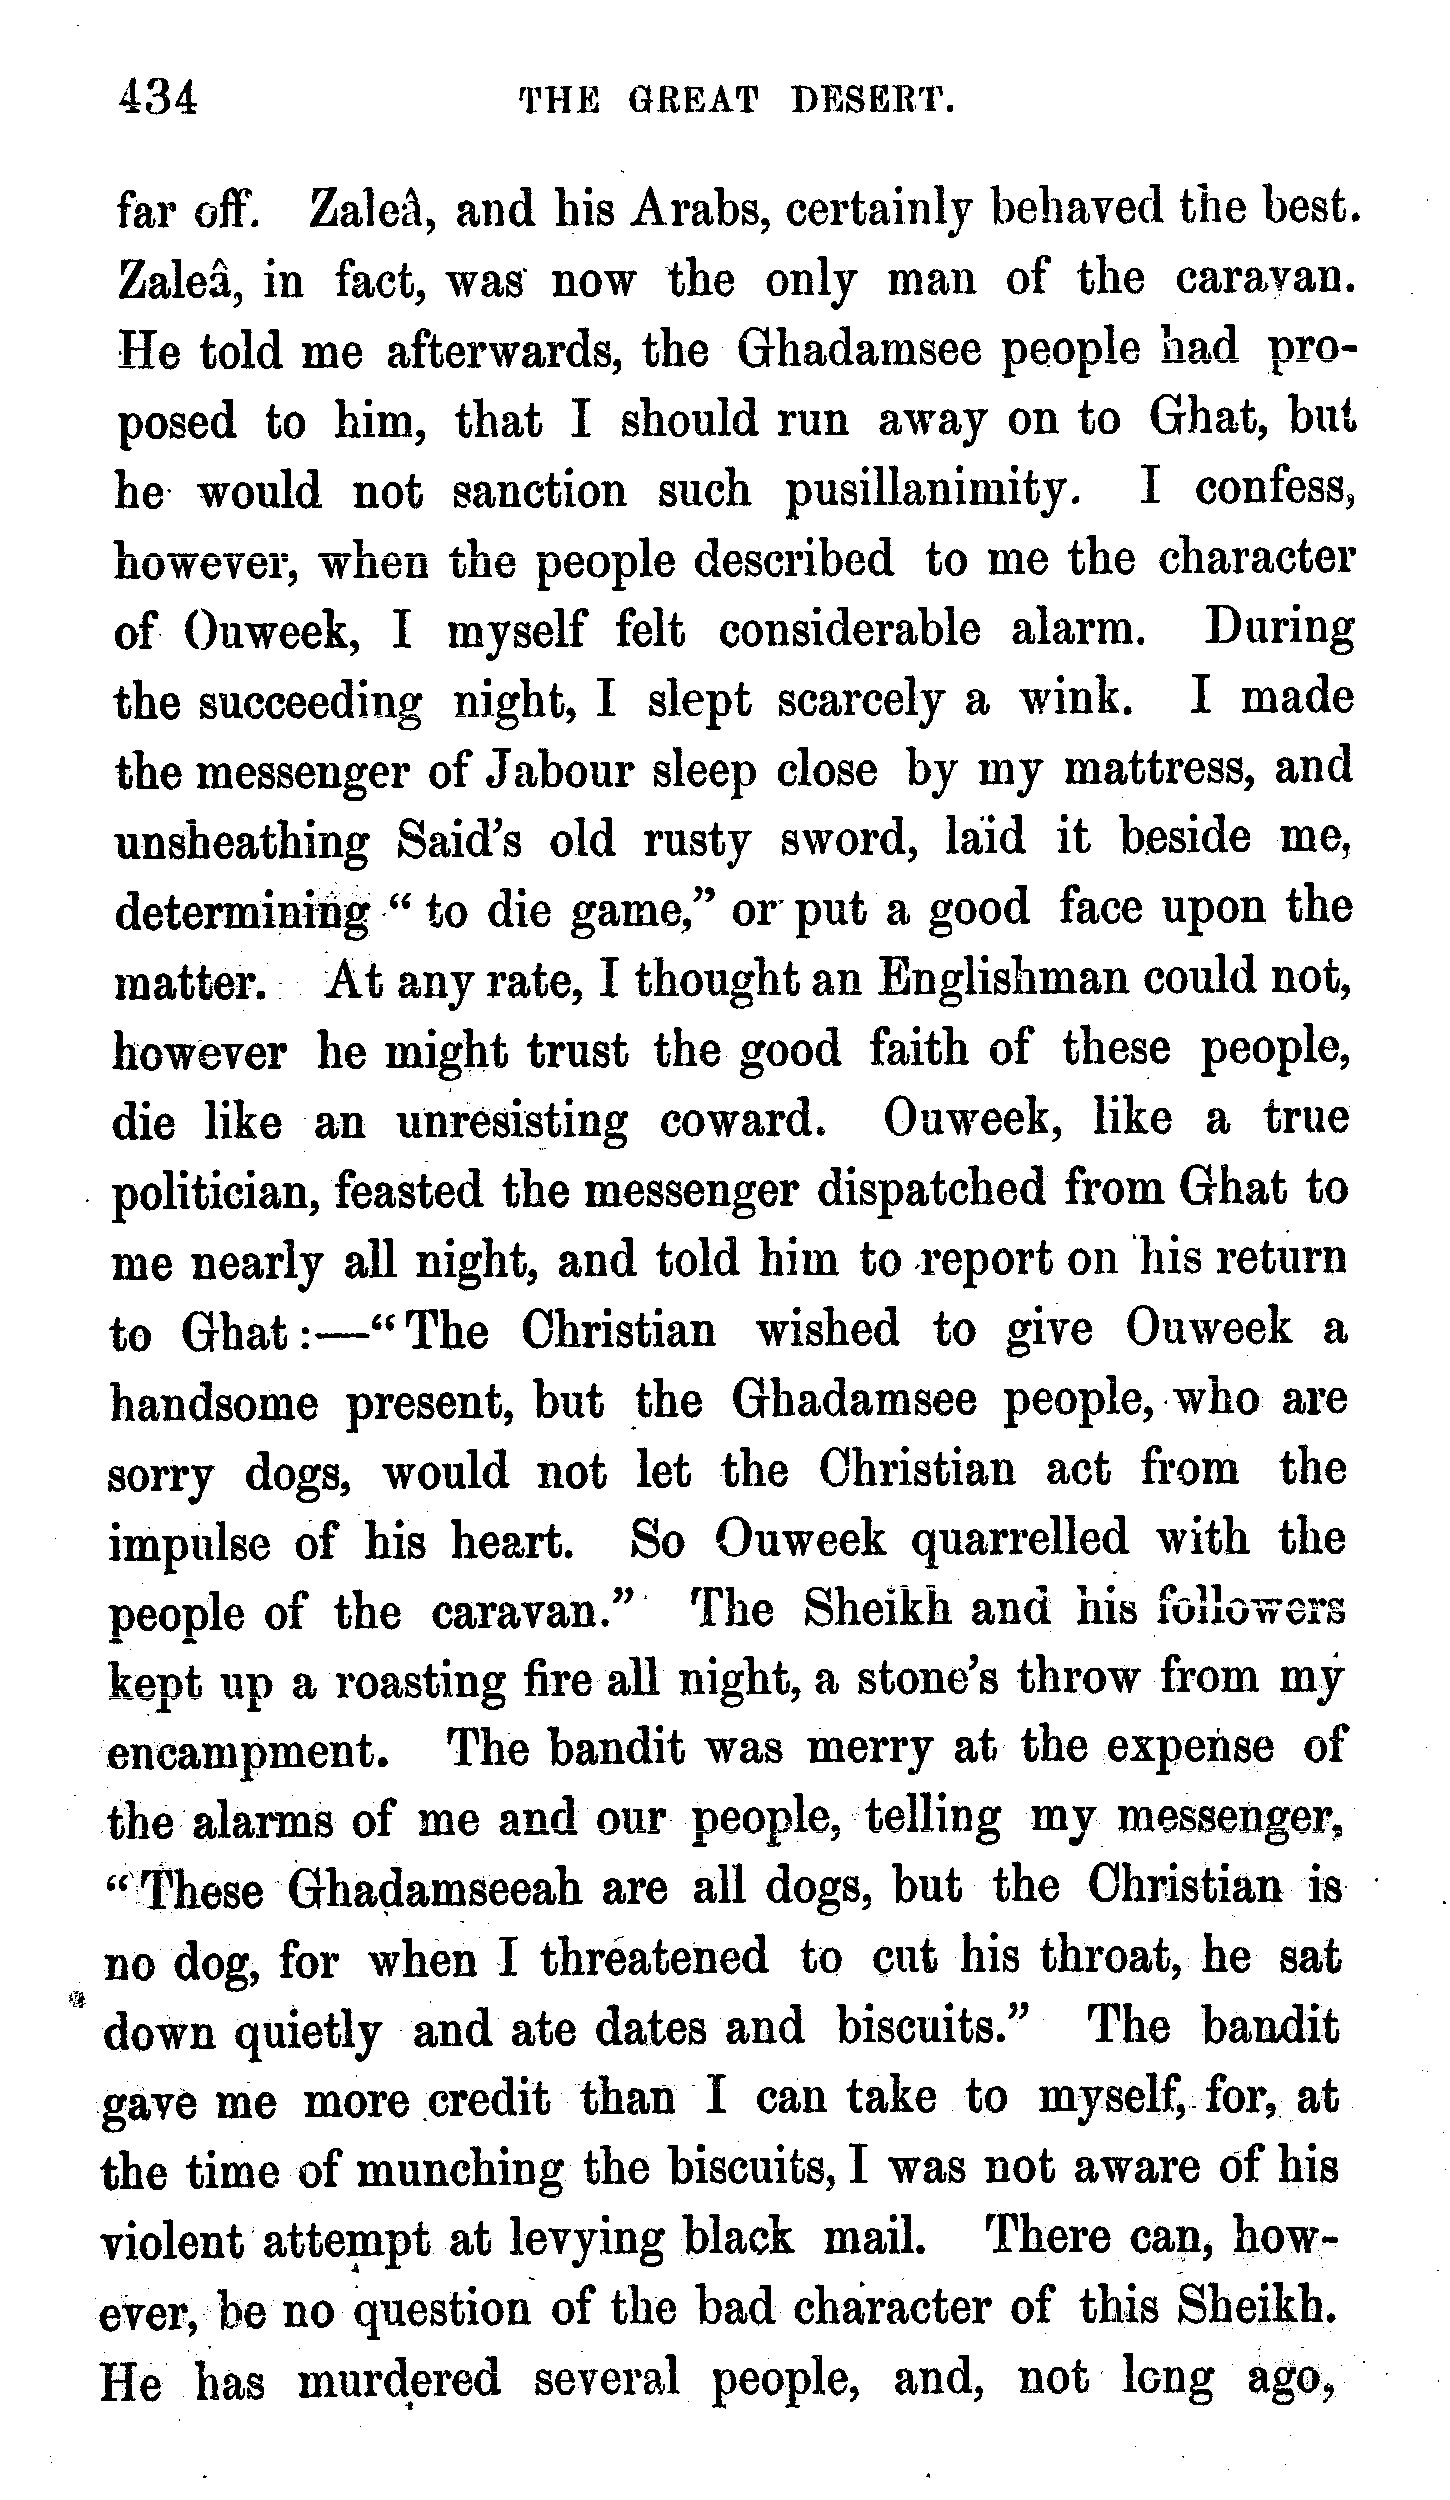 434 THE GREAT DESERT.
far off. Zaleâ, and his Arabs, certainly behaved the best.
Zaleâ, in fact, was now the only man of the caravan.
He told me afterwards, the Ghadamsee people had pro-
posed to him, that I should run away on to Ghat, but
he would not sanction such pusillanimity. I confess,
however, when the people described to me the character
of Ouweek, I myself felt considerable alarm. During
the succeeding night, I slept scarcely a wink. I made
the messenger of Jabour sleep close by my mattress, and
unsheathing Said's old rusty sword, laid it beside me,
determining “ to die game,” or put a good face upon the
matter. At any rate, I thought an Englishman could not,
however he might trust the good faith of these people,
die like an unresisting coward. Ouweek, like a true
politician, feasted the messenger dispatched from Ghat to
me nearly all night, and told him to report on his return
to Ghat :—“ The Christian wished to give Ouweek a
handsome present, but the Ghadamsee people, who are
sorry dogs, would not let the Christian act from the
impulse of his heart. So Ouweek quarrelled with the
people of the caravan.” The Sheikh and his followers
kept up a roasting fire all night, a stone's throw from my
encampment. The bandit was merry at the expense of
the alarms of me and our people, telling my messenger,
“ These Ghadamseeah are all dogs, but the Christian is
no dog, for when I threatened to cut his throat, he sat
down quietly and ate dates and biscuits.” The bandit
gave me more credit than I can take to myself, for, at
the time of munching the biscuits, I was not aware of his
violent attempt at levying black mail. There can, how-
ever, be no question of the bad character of this Sheikh.
He has murdered several people, and, not long ago,